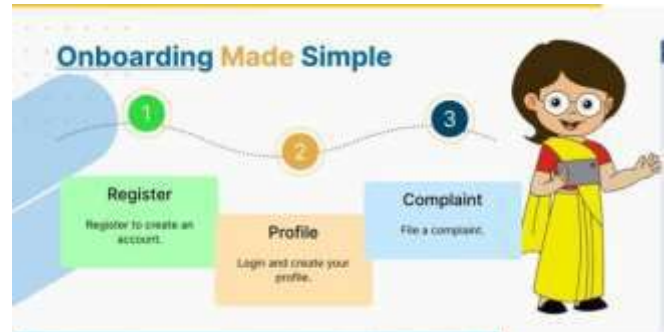 Onboarding Made Simple
1
2
3
Register
Register to create an
account.
Profile
Login and create your
profile.
Complaint
File a complaint.